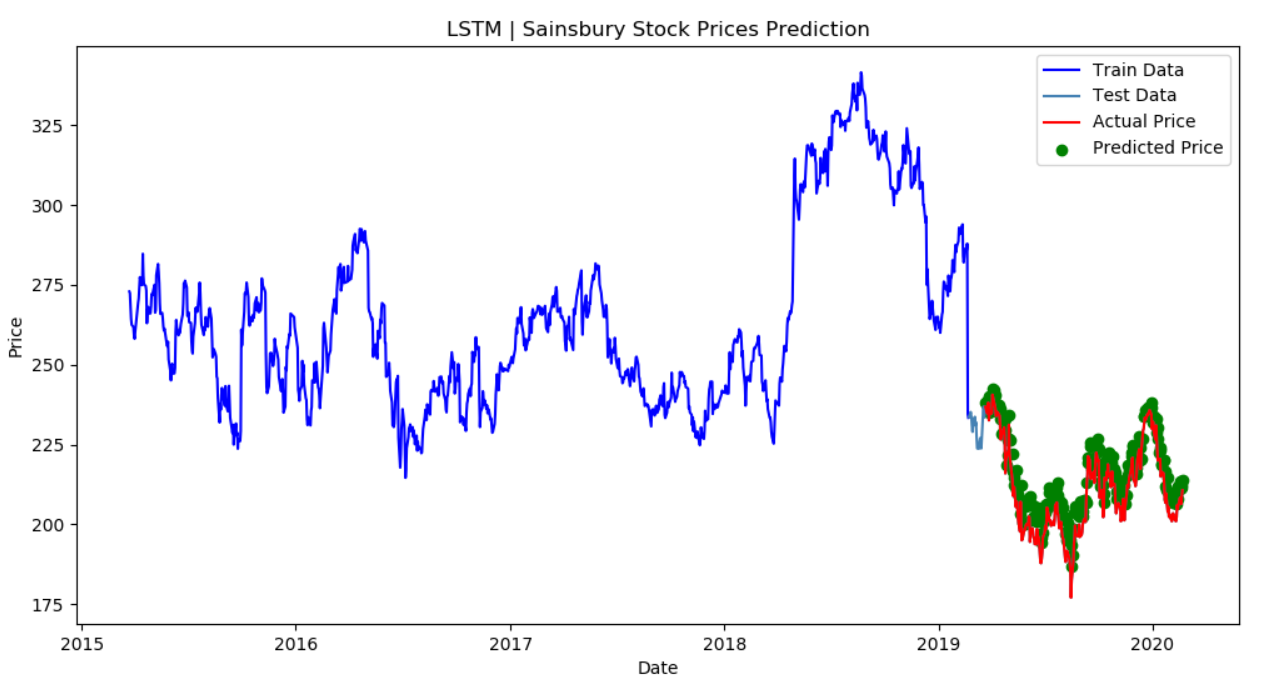 LSTM | Sainsbury Stock Prices Prediction
Train Data
Test Data
Actual Price
Predicted Price
Price
325
300
275
250
225
200
175
2015 2016 2017 2018 2019 2020
Date